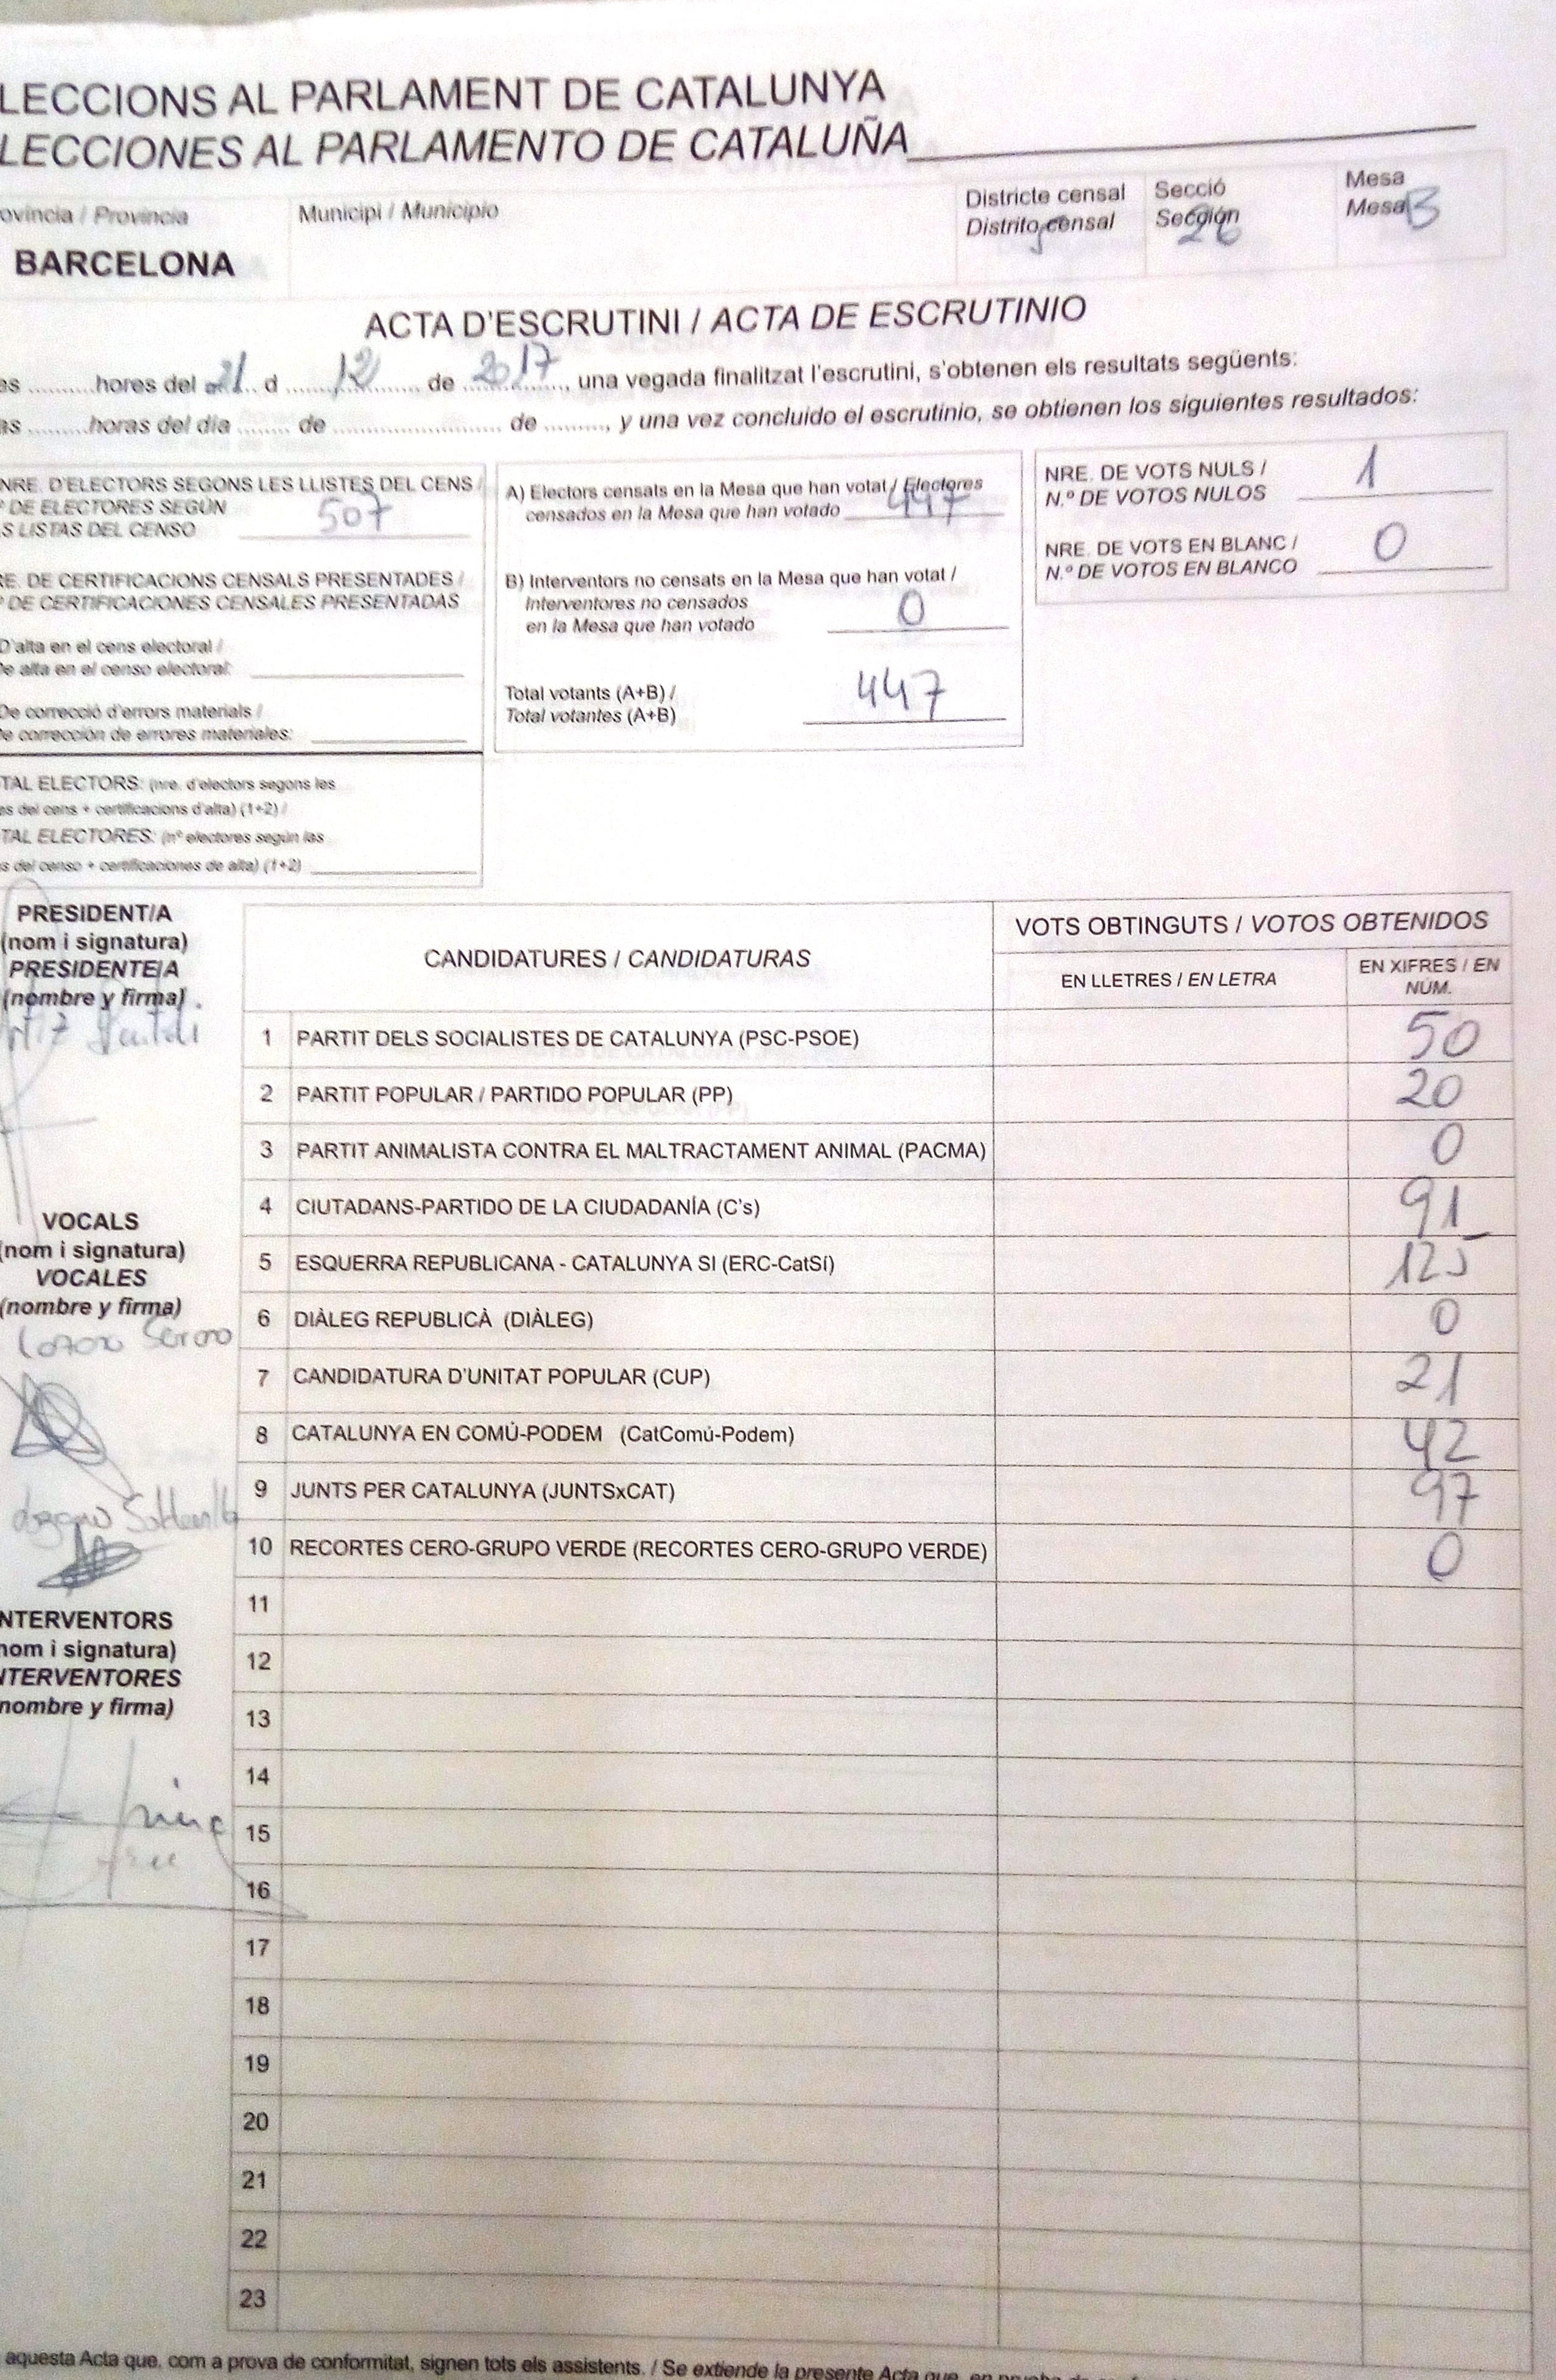 LECCIONS AL PARLAMENT DE CATALUNYA
LECCIONES AL PARLAMENTO DE CATALUÑA
ovíncia / Provincia
Municipi / Municipio
Districte censal
Distrito censal
5
Secció
Sección
26
Mesa
Mesa B
BARCELONA
ACTA D'ESCRUTINI / ACTA DE ESCRUTINIO
es .........hores del 21 d 12 de 2017, una vegada finalitzat l'escrutini, s'obtenen els resultats següents:
as .........horas del día ........ de ........................ de ........., y una vez concluido el escrutinio, se obtienen los siguientes resultados:
NRE. D'ELECTORS SEGONS LES LLISTES DEL CENS /
º DE ELECTORES SEGÚN
S LISTAS DEL CENSO 507
RE. DE CERTIFICACIONS CENSALS PRESENTADES /
º DE CERTIFICACIONES CENSALES PRESENTADAS
D'alta en el cens electoral /
De alta en el censo electoral:
De correcció d'errors materials /
De corrección de errores materiales:
TAL ELECTORS: (nre. d'electors segons les
es del cens + certificacions d'alta) (1+2) /
TAL ELECTORES: (nº electores según las
s del censo + certificaciones de alta) (1+2)
A) Electors censats en la Mesa que han votat / Electores
censados en la Mesa que han votado 447
B) Interventors no censats en la Mesa que han votat /
Interventores no censados
en la Mesa que han votado 0
Total votants (A+B) /
Total votantes (A+B) 447
NRE. DE VOTS NULS /
N.º DE VOTOS NULOS 1
NRE. DE VOTS EN BLANC /
N.º DE VOTOS EN BLANCO 0
PRESIDENT/A
(nom i signatura)
PRESIDENTE/A
(nombre y firma)
VOCALS
(nom i signatura)
VOCALES
(nombre y firma)
NTERVENTORS
nom i signatura)
NTERVENTORES
nombre y firma)
CANDIDATURES / CANDIDATURAS
VOTS OBTINGUTS / VOTOS OBTENIDOS
EN LLETRES / EN LETRA
EN XIFRES / EN
NÚM.
1 PARTIT DELS SOCIALISTES DE CATALUNYA (PSC-PSOE) 50
2 PARTIT POPULAR / PARTIDO POPULAR (PP) 20
3 PARTIT ANIMALISTA CONTRA EL MALTRACTAMENT ANIMAL (PACMA) 0
4 CIUTADANS-PARTIDO DE LA CIUDADANÍA (C's) 91
5 ESQUERRA REPUBLICANA - CATALUNYA SI (ERC-CatSí) 125
6 DIÀLEG REPUBLICÀ (DIÀLEG) 0
7 CANDIDATURA D'UNITAT POPULAR (CUP) 21
8 CATALUNYA EN COMÚ-PODEM (CatComú-Podem) 42
9 JUNTS PER CATALUNYA (JUNTSxCAT) 97
10 RECORTES CERO-GRUPO VERDE (RECORTES CERO-GRUPO VERDE) 0
11
12
13
14
15
16
17
18
19
20
21
22
23
aquesta Acta que, com a prova de conformitat, signen tots els assistents. / Se extiende la presente Acta que, en